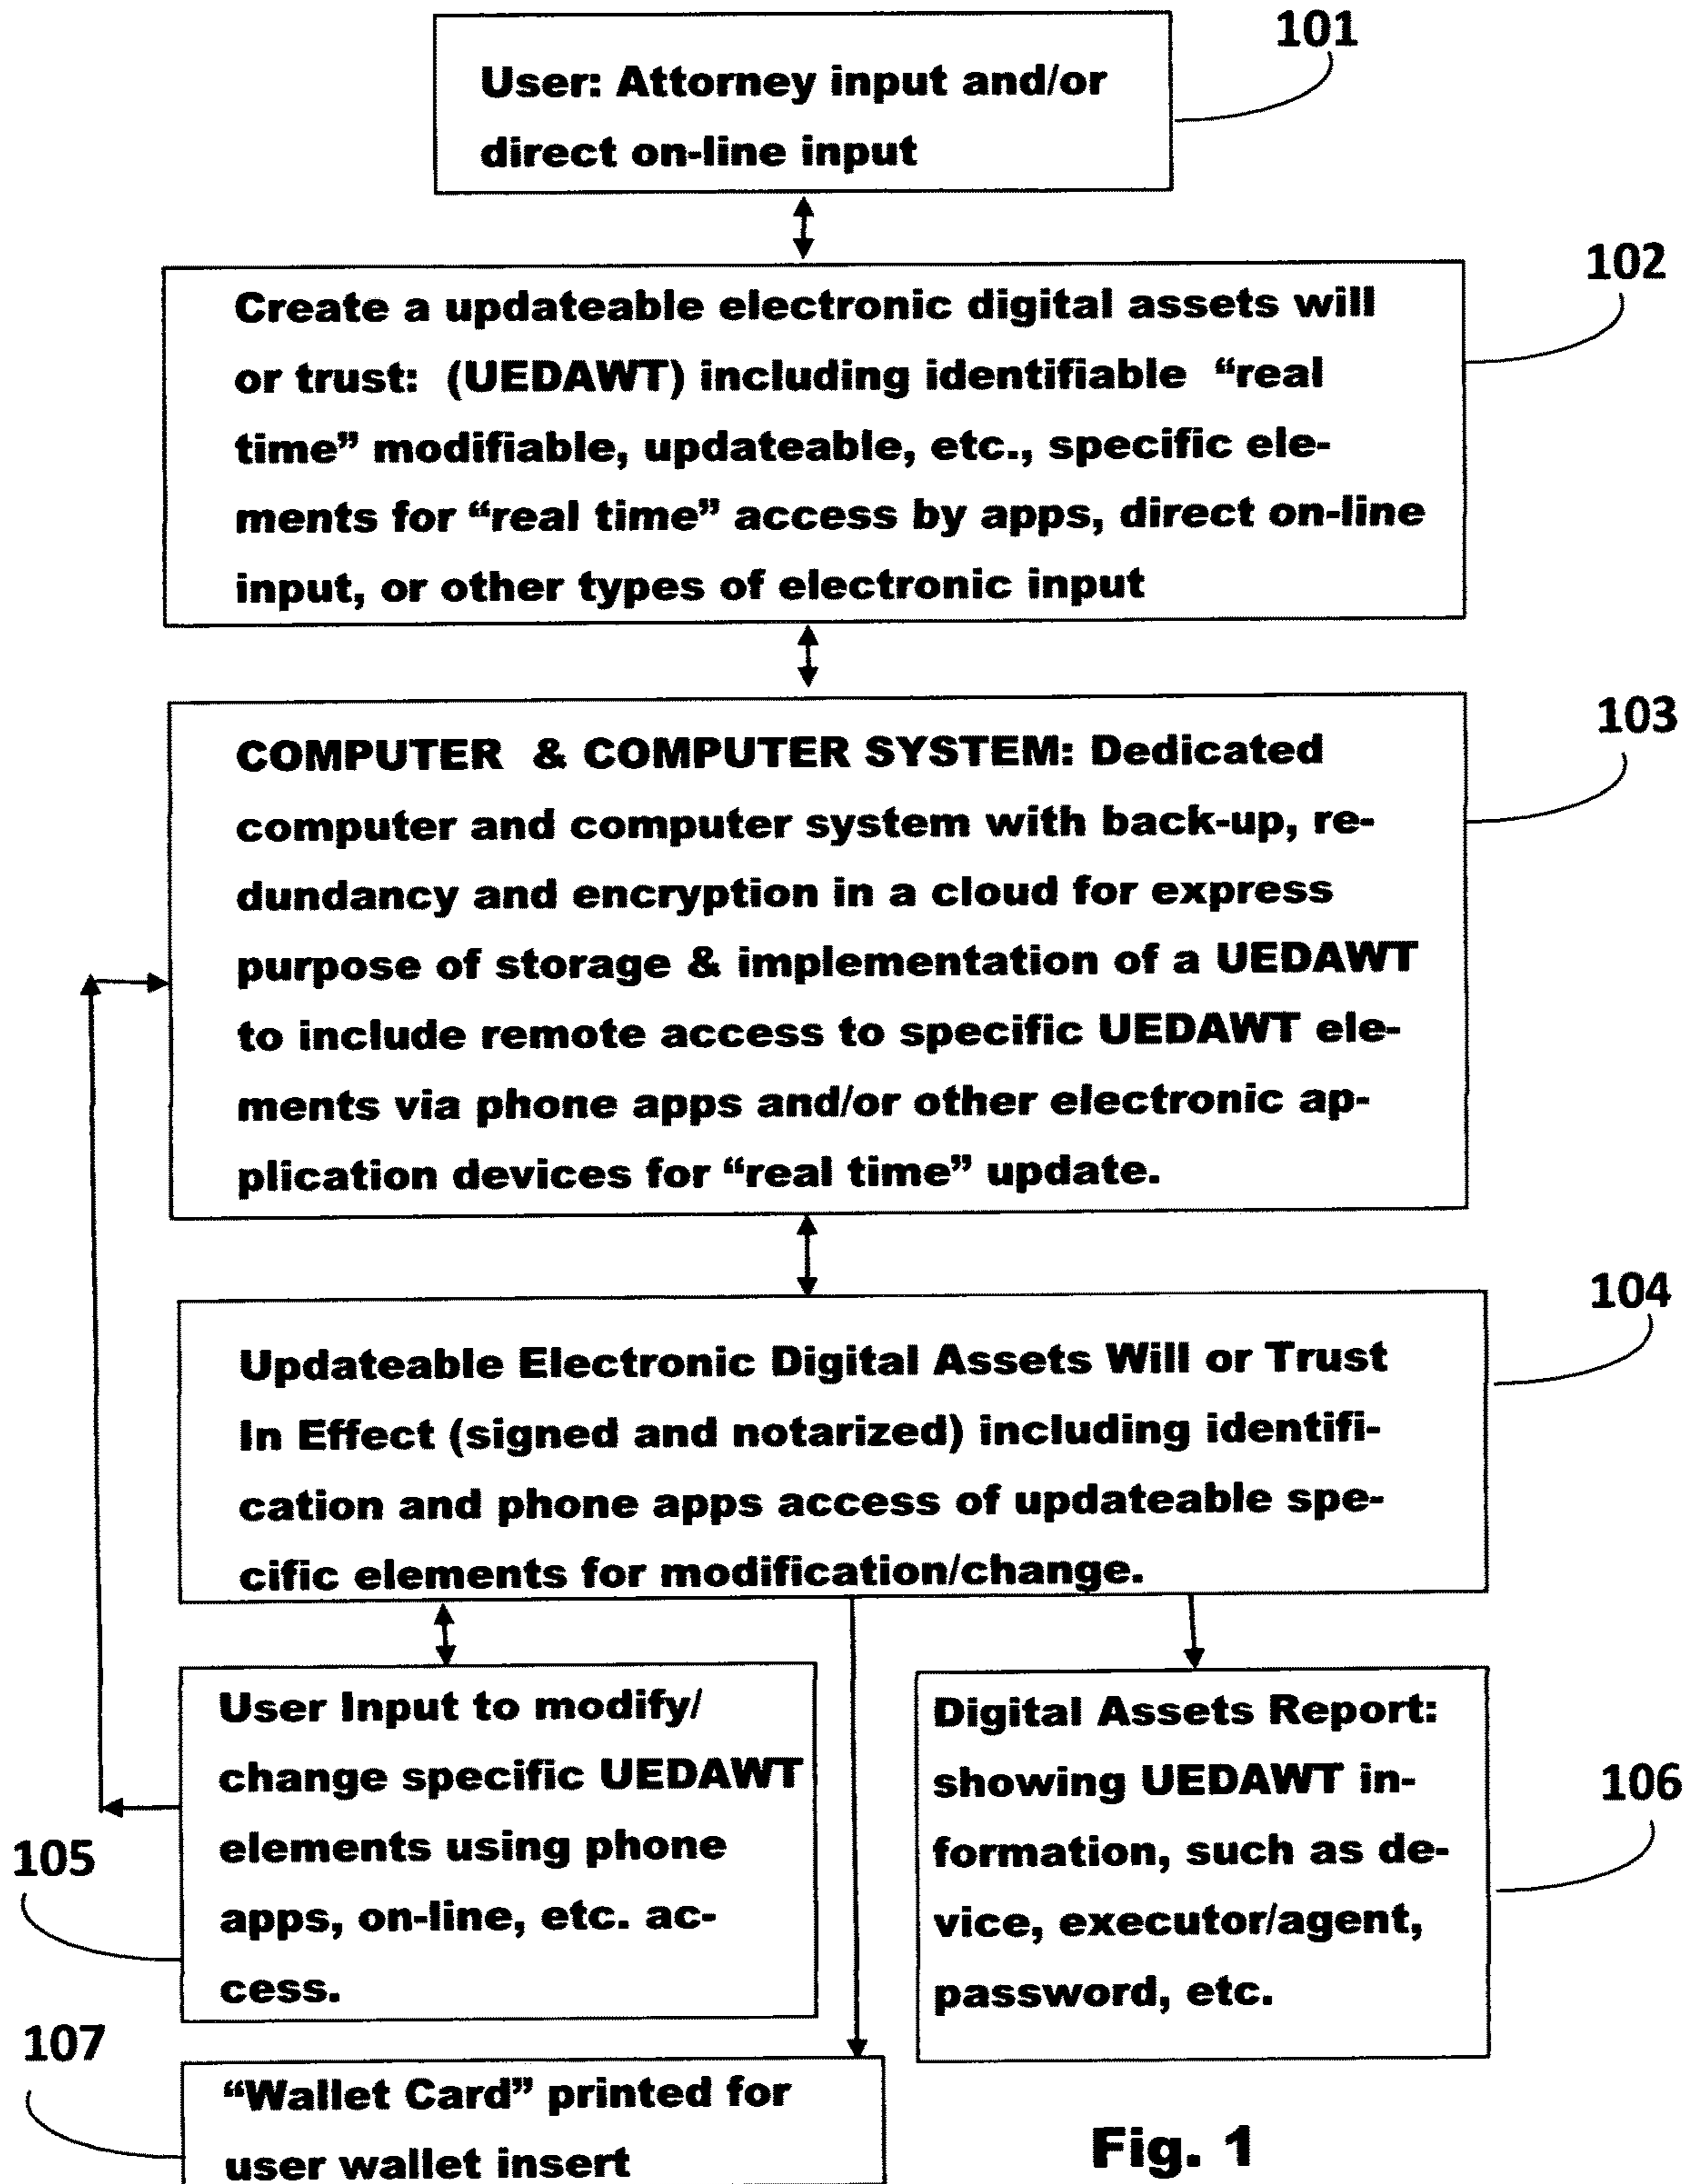 101
User: Attorney input and/or
direct on-line input
102
Create a updateable electronic digital assets will
or trust:  (UEDAWT) including identifiable  “real
time” modifiable, updateable, etc., specific ele-
ments for “real time” access by apps, direct on-line
input, or other types of electronic input
103
COMPUTER  & COMPUTER SYSTEM: Dedicated
computer and computer system with back-up, re-
dundancy and encryption in a cloud for express
purpose of storage & implementation of a UEDAWT
to include remote access to specific UEDAWT ele-
ments via phone apps and/or other electronic ap-
plication devices for “real time” update.
104
Updateable Electronic Digital Assets Will or Trust
In Effect (signed and notarized) including identifi-
cation and phone apps access of updateable spe-
cific elements for modification/change.
105
User Input to modify/
change specific UEDAWT
elements using phone
apps, on-line, etc. ac-
cess.
106
Digital Assets Report:
showing UEDAWT in-
formation, such as de-
vice, executor/agent,
password, etc.
107
“Wallet Card” printed for
user wallet insert
Fig. 1